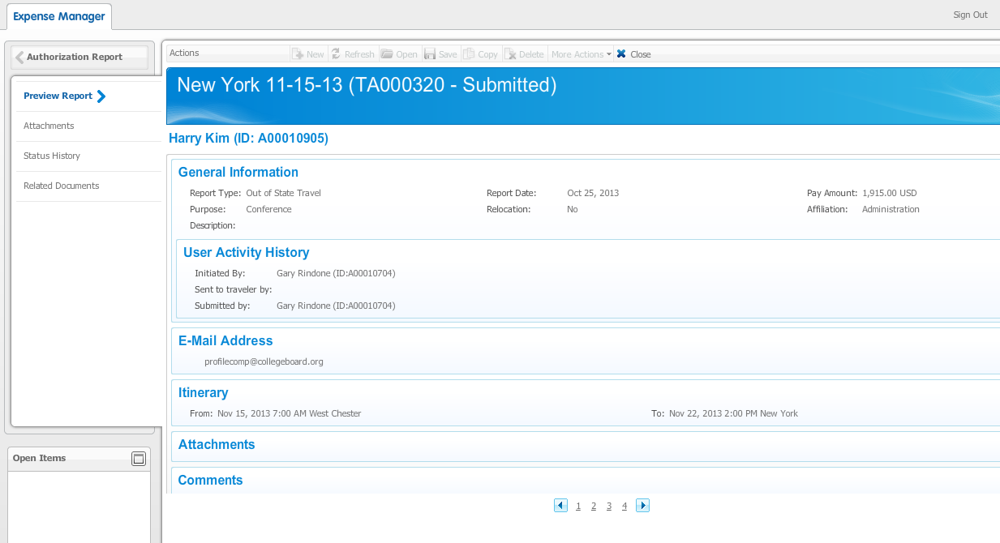 Expense Manager
Sign Out
Authorization Report
Preview Report
Attachments
Status History
Related Documents
Open Items
Actions New Refresh Open Save Copy Delete More Actions Close
New York 11-15-13 (TA000320 - Submitted)
Harry Kim (ID: A00010905)
General Information
Report Type: Out of State Travel Report Date: Oct 25, 2013 Pay Amount: 1,915.00 USD
Purpose: Conference Relocation: No Affiliation: Administration
Description:
User Activity History
Initiated By: Gary Rindone (ID:A00010704)
Sent to traveler by:
Submitted by: Gary Rindone (ID:A00010704)
E-Mail Address
profilecomp@collegeboard.org
Itinerary
From: Nov 15, 2013 7:00 AM West Chester To: Nov 22, 2013 2:00 PM New York
Attachments
Comments
1 2 3 4